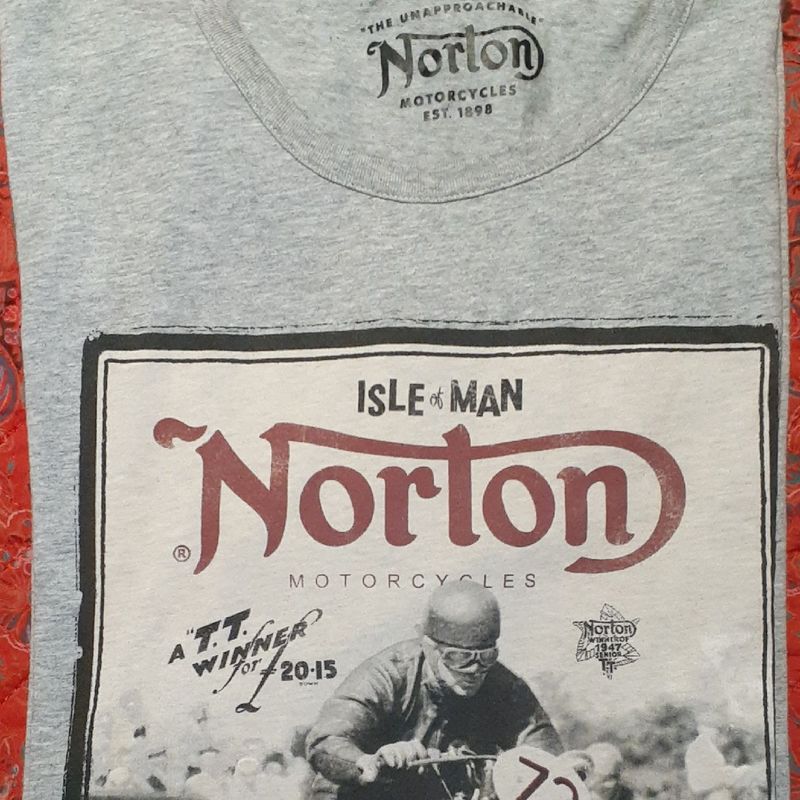 "THE UNAPPROACHABLE"
Norton
MOTORCYCLES
EST. 1898
ISLE of MAN
Norton
®
MOTORCYCLES
A "T.T.
WINNER"
for £20·15
DOWN
Norton
WINNER OF
1947
SENIOR
T.T.